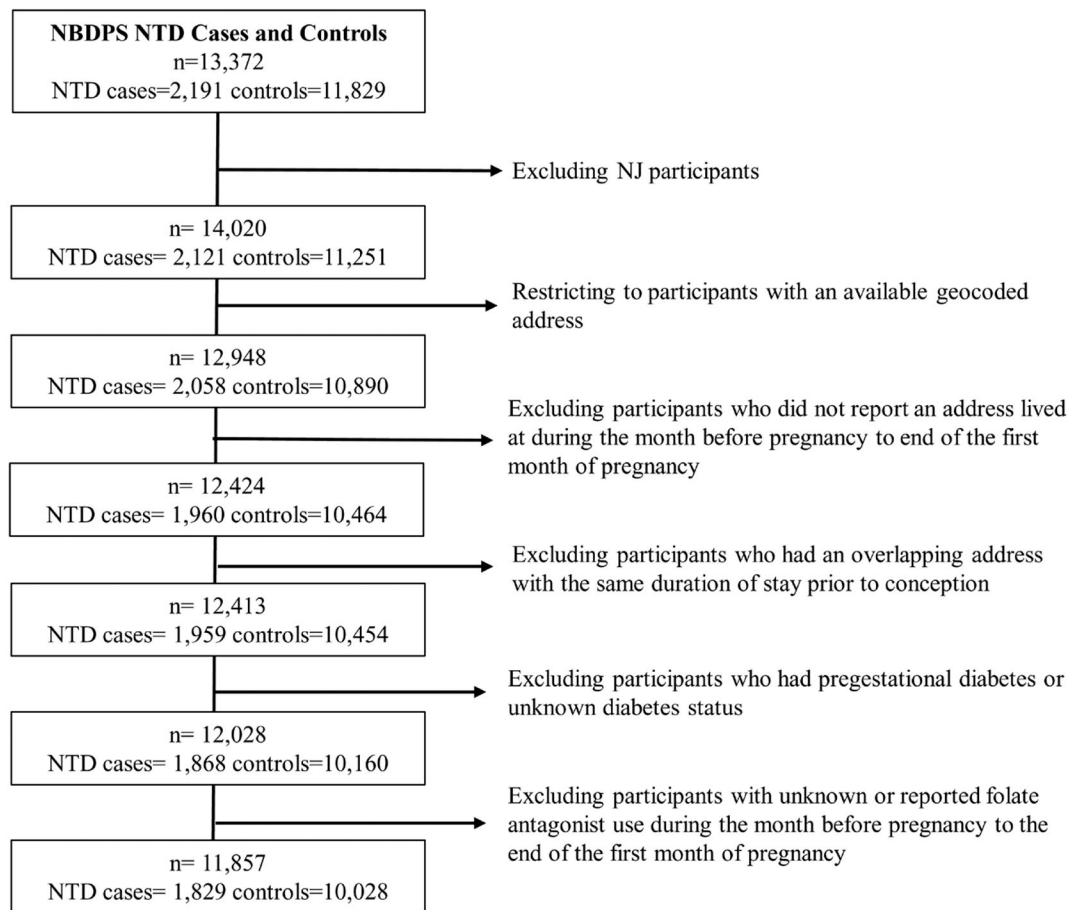 NBDPS NTD Cases and Controls
n=13,372
NTD cases=2,191 controls=11,829
Excluding NJ participants
n= 14,020
NTD cases= 2,121 controls=11,251
Restricting to participants with an available geocoded
address
n= 12,948
NTD cases= 2,058 controls=10,890
Excluding participants who did not report an address lived
at during the month before pregnancy to end of the first
month of pregnancy
n= 12,424
NTD cases= 1,960 controls=10,464
Excluding participants who had an overlapping address
with the same duration of stay prior to conception
n= 12,413
NTD cases= 1,959 controls=10,454
Excluding participants who had pregestational diabetes or
unknown diabetes status
n= 12,028
NTD cases= 1,868 controls=10,160
Excluding participants with unknown or reported folate
antagonist use during the month before pregnancy to the
end of the first month of pregnancy
n= 11,857
NTD cases= 1,829 controls=10,028